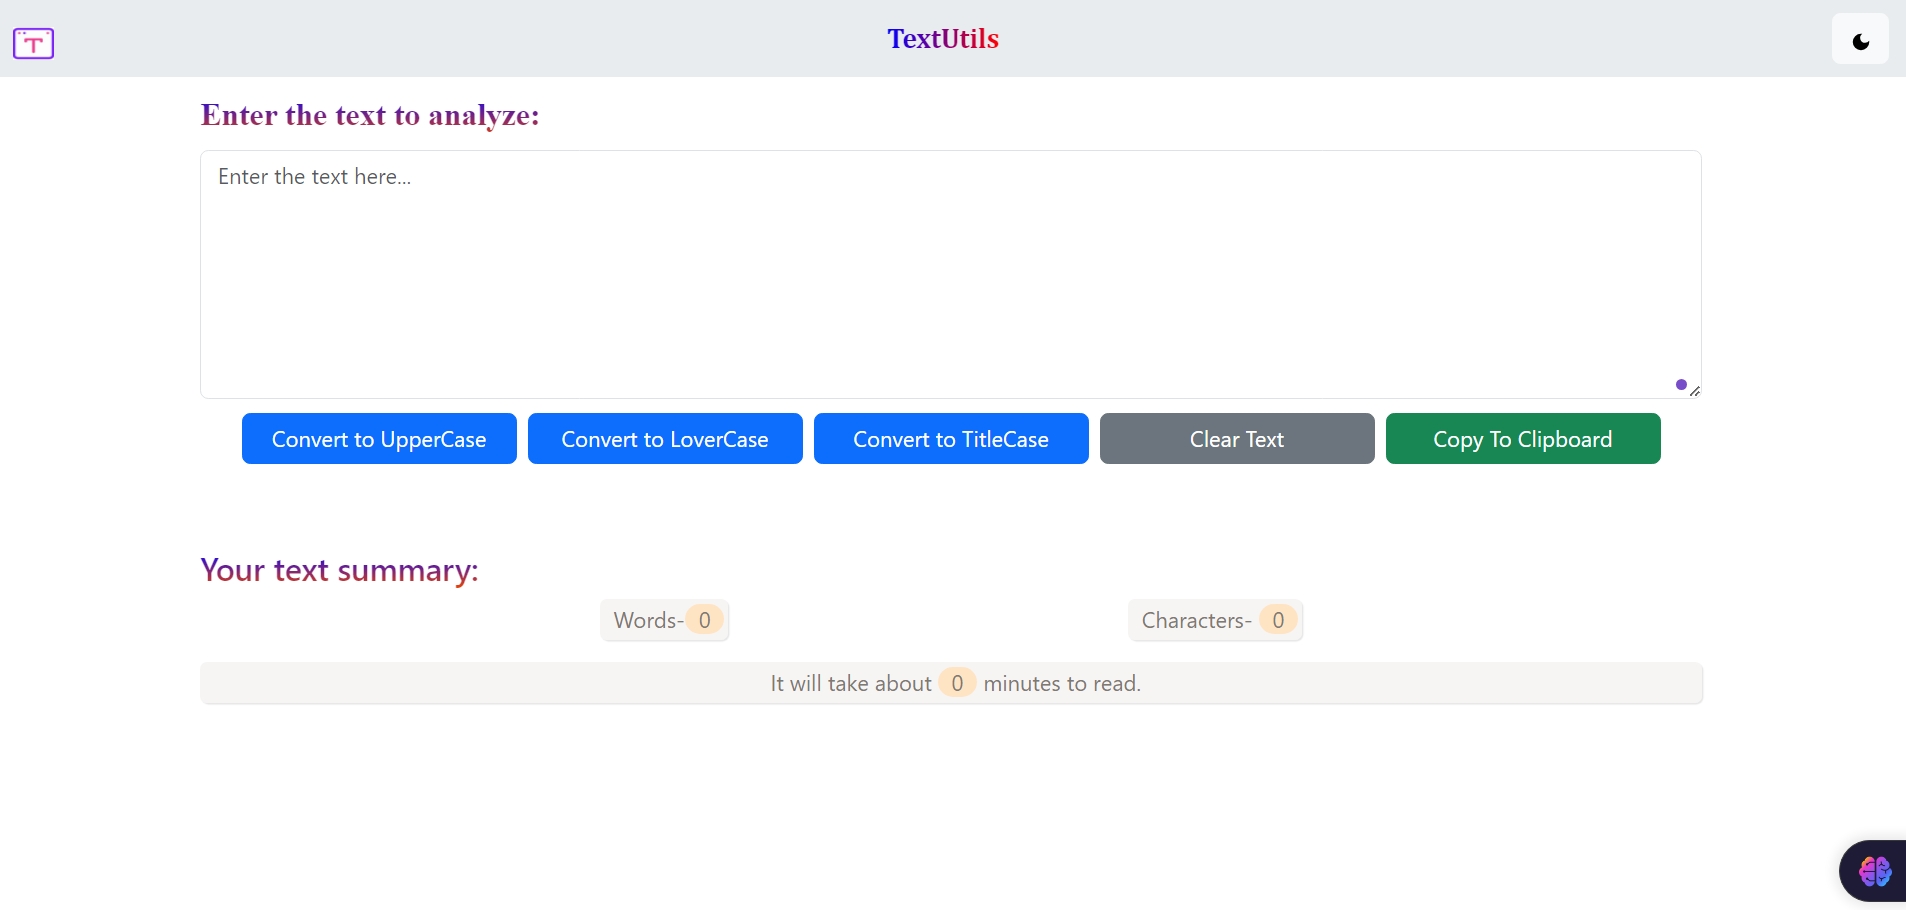 T
TextUtils
Enter the text to analyze:
Enter the text here...
Convert to UpperCase
Convert to LoverCase
Convert to TitleCase
Clear Text
Copy To Clipboard
Your text summary:
Words- 0
Characters- 0
It will take about 0 minutes to read.